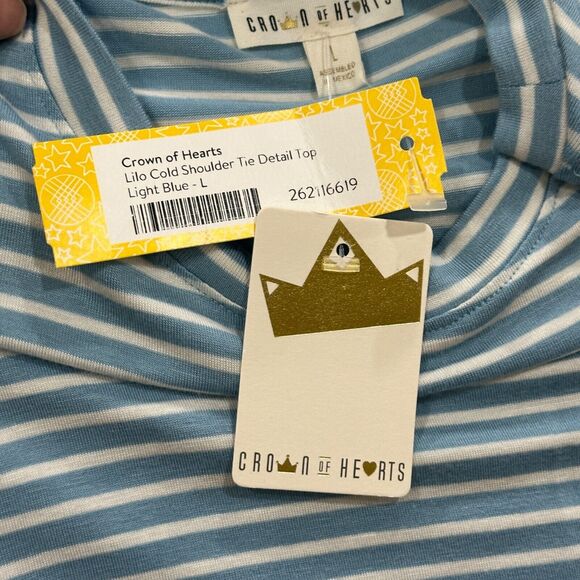 CROWN OF HEARTS
L
ASSEMBLED
IN MEXICO
Crown of Hearts
Lilo Cold Shoulder Tie Detail Top
Light Blue - L
262116619
CROWN OF HEARTS